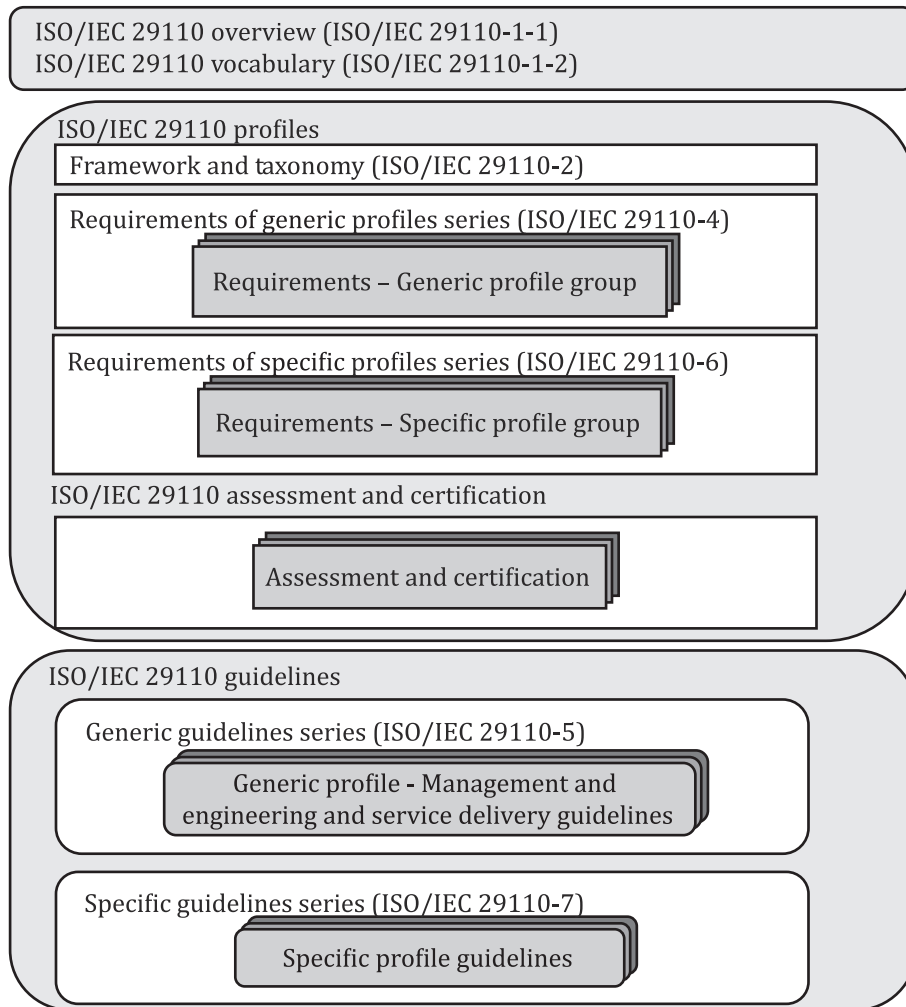 ISO/IEC 29110 overview (ISO/IEC 29110-1-1)
ISO/IEC 29110 vocabulary (ISO/IEC 29110-1-2)
ISO/IEC 29110 profiles
Framework and taxonomy (ISO/IEC 29110-2)
Requirements of generic profiles series (ISO/IEC 29110-4)
Requirements – Generic profile group
Requirements of specific profiles series (ISO/IEC 29110-6)
Requirements – Specific profile group
ISO/IEC 29110 assessment and certification
Assessment and certification
ISO/IEC 29110 guidelines
Generic guidelines series (ISO/IEC 29110-5)
Generic profile - Management and
engineering and service delivery guidelines
Specific guidelines series (ISO/IEC 29110-7)
Specific profile guidelines